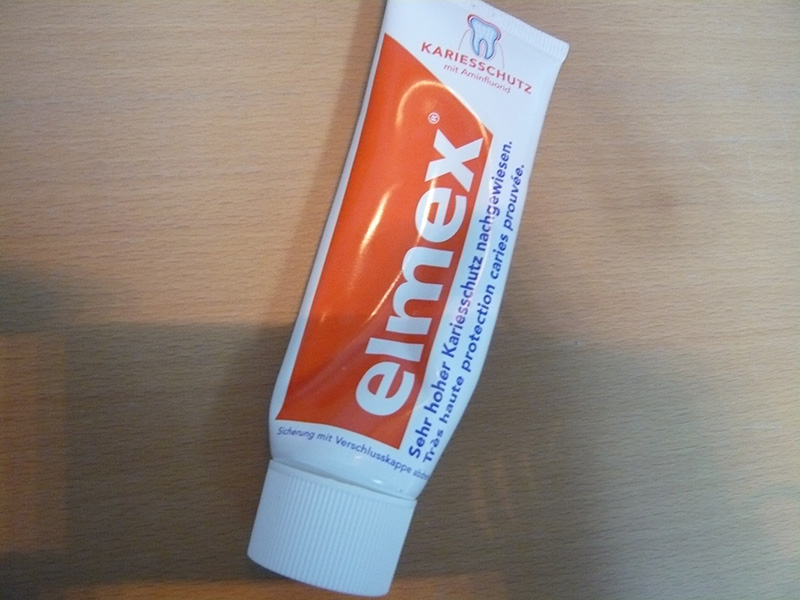 KARIESSCHUTZ
mit Aminfluorid
elmex®
Sehr hoher Kariesschutz nachgewiesen.
Très haute protection caries prouvée.
Sicherung mit Verschlusskappe